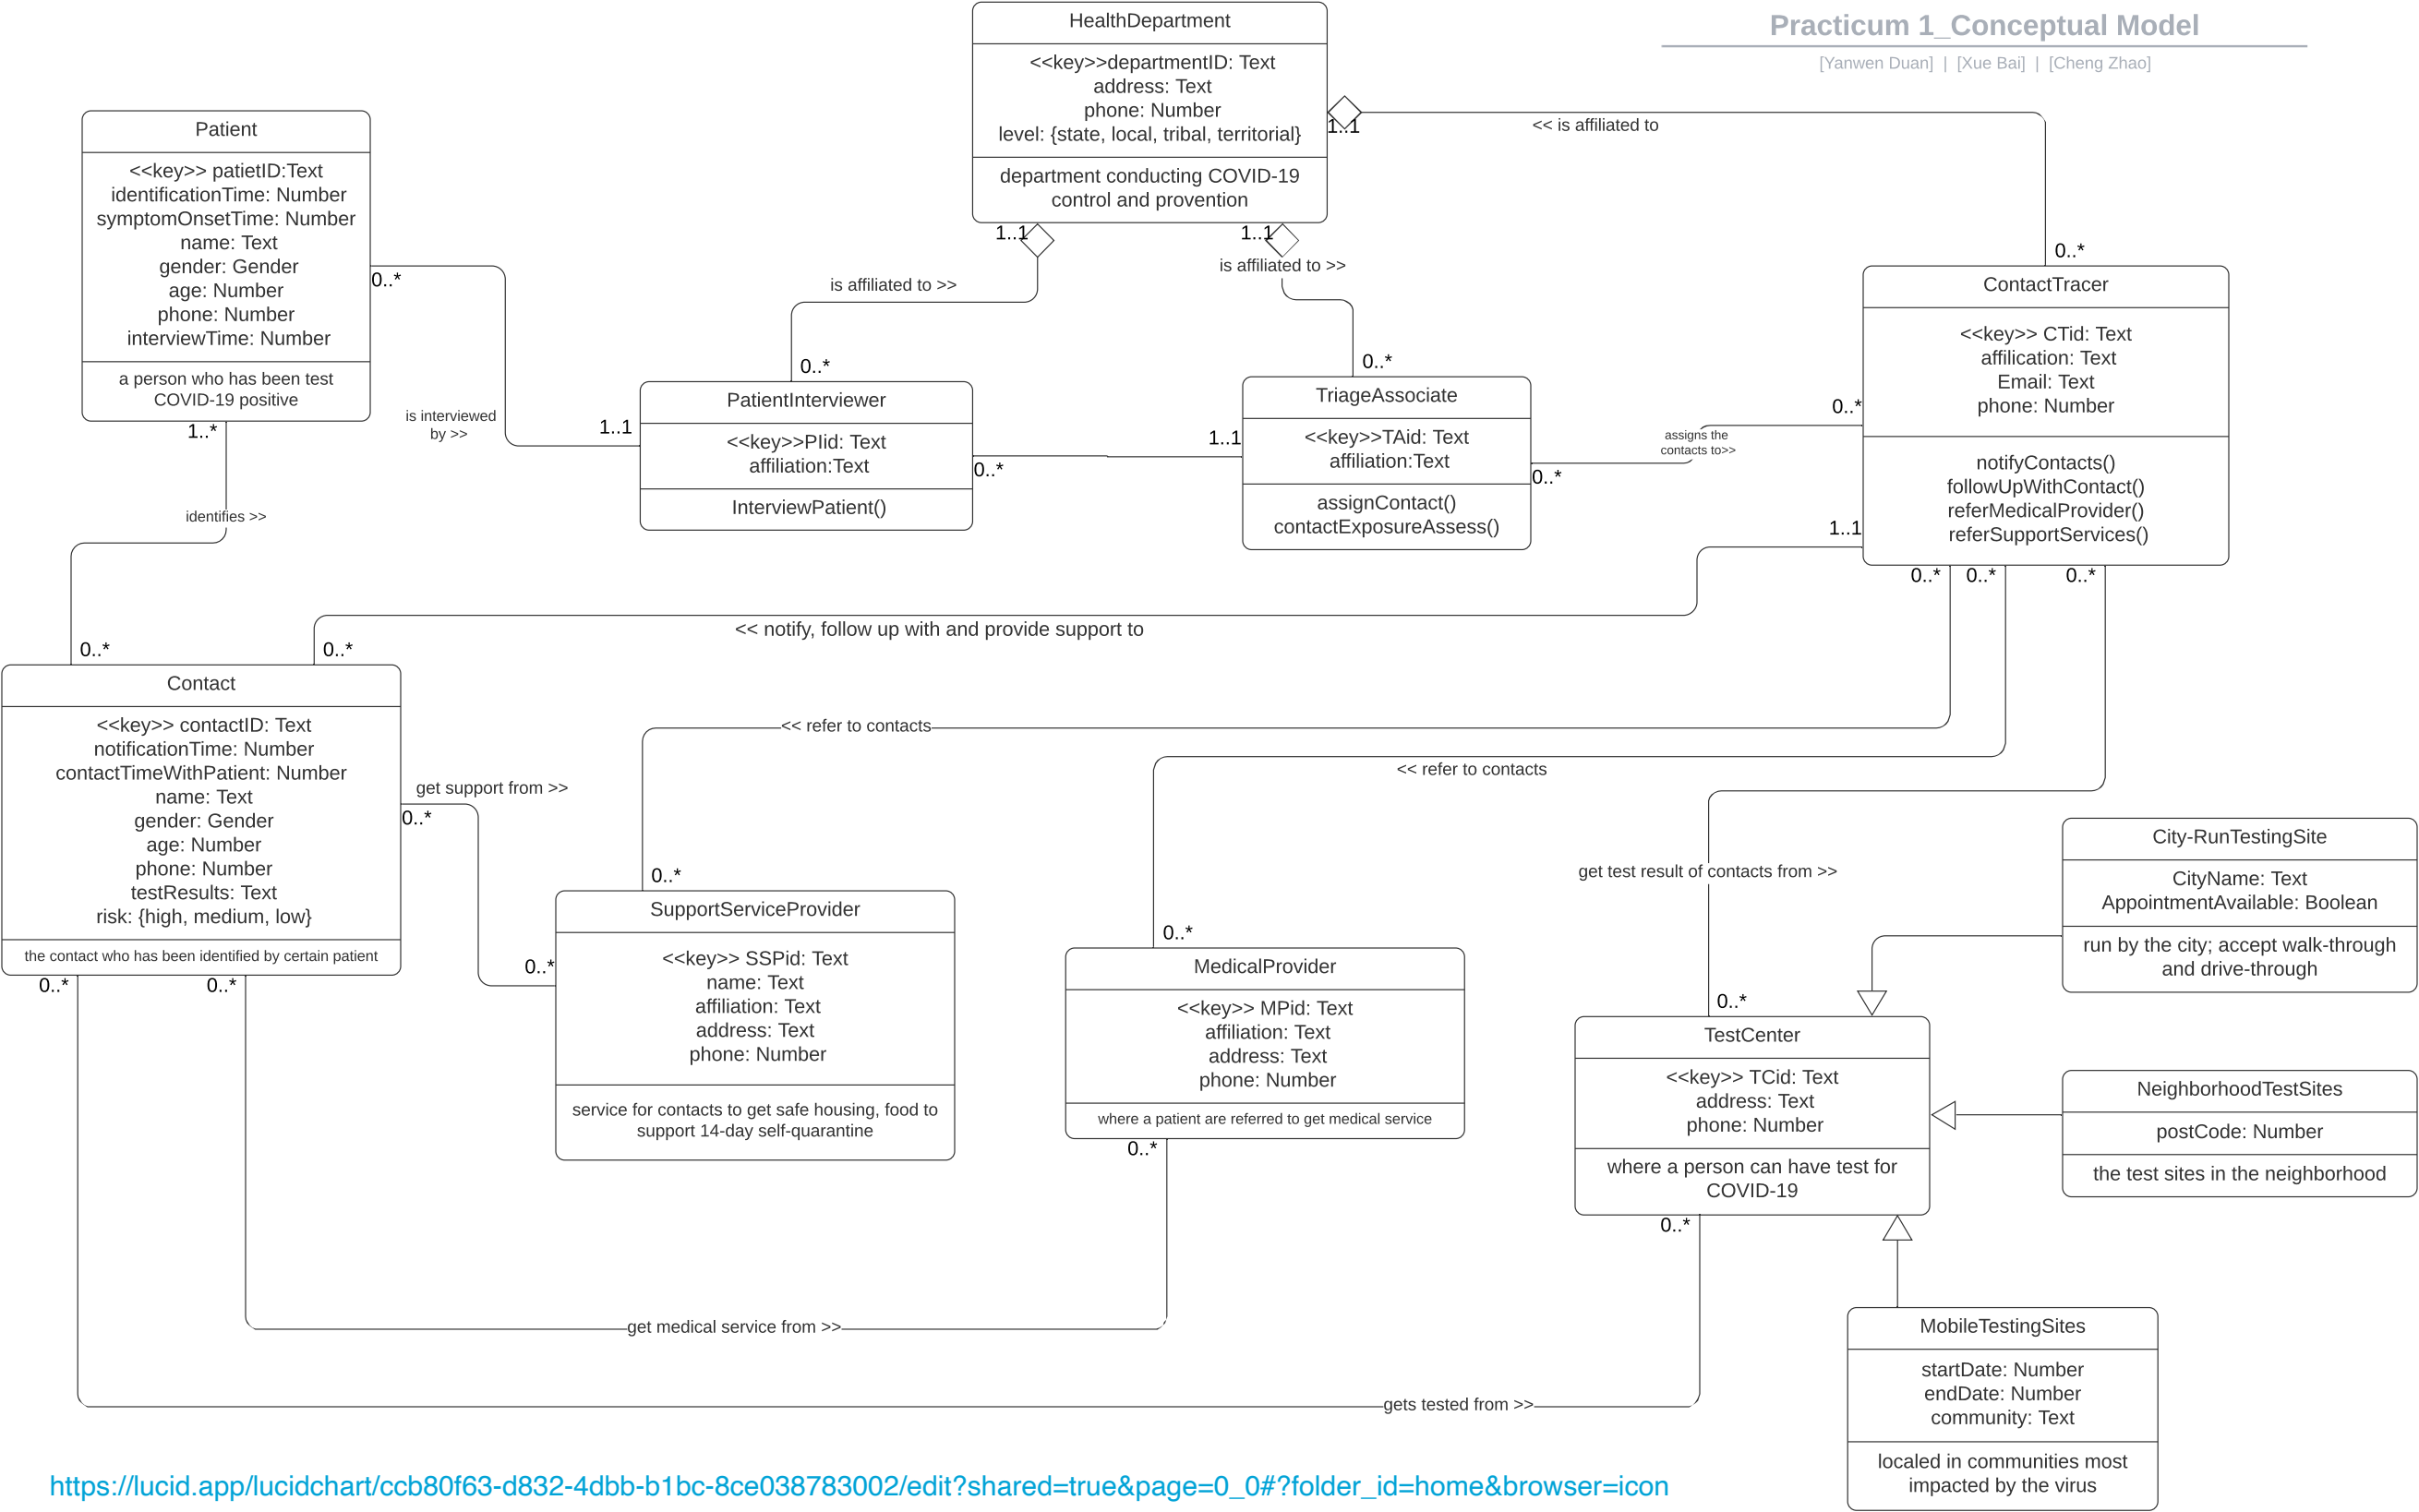 Practicum 1_Conceptual Model
[Yanwen Duan] | [Xue Bai] | [Cheng Zhao]
HealthDepartment
<<key>>departmentID: Text
address: Text
phone: Number
level: {state, local, tribal, territorial}
department conducting COVID-19
control and provention
1..1
<< is affiliated to
0..*
1..1
is affiliated to >>
0..*
1..1
is affiliated to >>
0..*
Patient
<<key>> patietID:Text
identificationTime: Number
symptomOnsetTime: Number
name: Text
gender: Gender
age: Number
phone: Number
interviewTime: Number
a person who has been test
COVID-19 positive
0..*
is interviewed
by >>
1..1
1..*
identifies >>
0..*
PatientInterviewer
<<key>>PIid: Text
affiliation:Text
InterviewPatient()
0..*
1..1
TriageAssociate
<<key>>TAid: Text
affiliation:Text
assignContact()
contactExposureAssess()
0..*
assigns the
contacts to>>
0..*
ContactTracer
<<key>> CTid: Text
affilication: Text
Email: Text
phone: Number
notifyContacts()
followUpWithContact()
referMedicalProvider()
referSupportServices()
1..1
<< notify, follow up with and provide support to
0..*
0..*
0..*
0..*
Contact
<<key>> contactID: Text
notificationTime: Number
contactTimeWithPatient: Number
name: Text
gender: Gender
age: Number
phone: Number
testResults: Text
risk: {high, medium, low}
the contact who has been identified by certain patient
0..*
0..*
get support from >>
0..*
0..*
<< refer to contacts
0..*
SupportServiceProvider
<<key>> SSPid: Text
name: Text
affiliation: Text
address: Text
phone: Number
service for contacts to get safe housing, food to
support 14-day self-quarantine
<< refer to contacts
0..*
MedicalProvider
<<key>> MPid: Text
affiliation: Text
address: Text
phone: Number
where a patient are referred to get medical service
0..*
get test result of contacts from >>
0..*
TestCenter
<<key>> TCid: Text
address: Text
phone: Number
where a person can have test for
COVID-19
0..*
City-RunTestingSite
CityName: Text
AppointmentAvailable: Boolean
run by the city; accept walk-through
and drive-through
NeighborhoodTestSites
postCode: Number
the test sites in the neighborhood
MobileTestingSites
startDate: Number
endDate: Number
community: Text
localed in communities most
impacted by the virus
get medical service from >>
gets tested from >>
https://lucid.app/lucidchart/ccb80f63-d832-4dbb-b1bc-8ce038783002/edit?shared=true&page=0_0#?folder_id=home&browser=icon